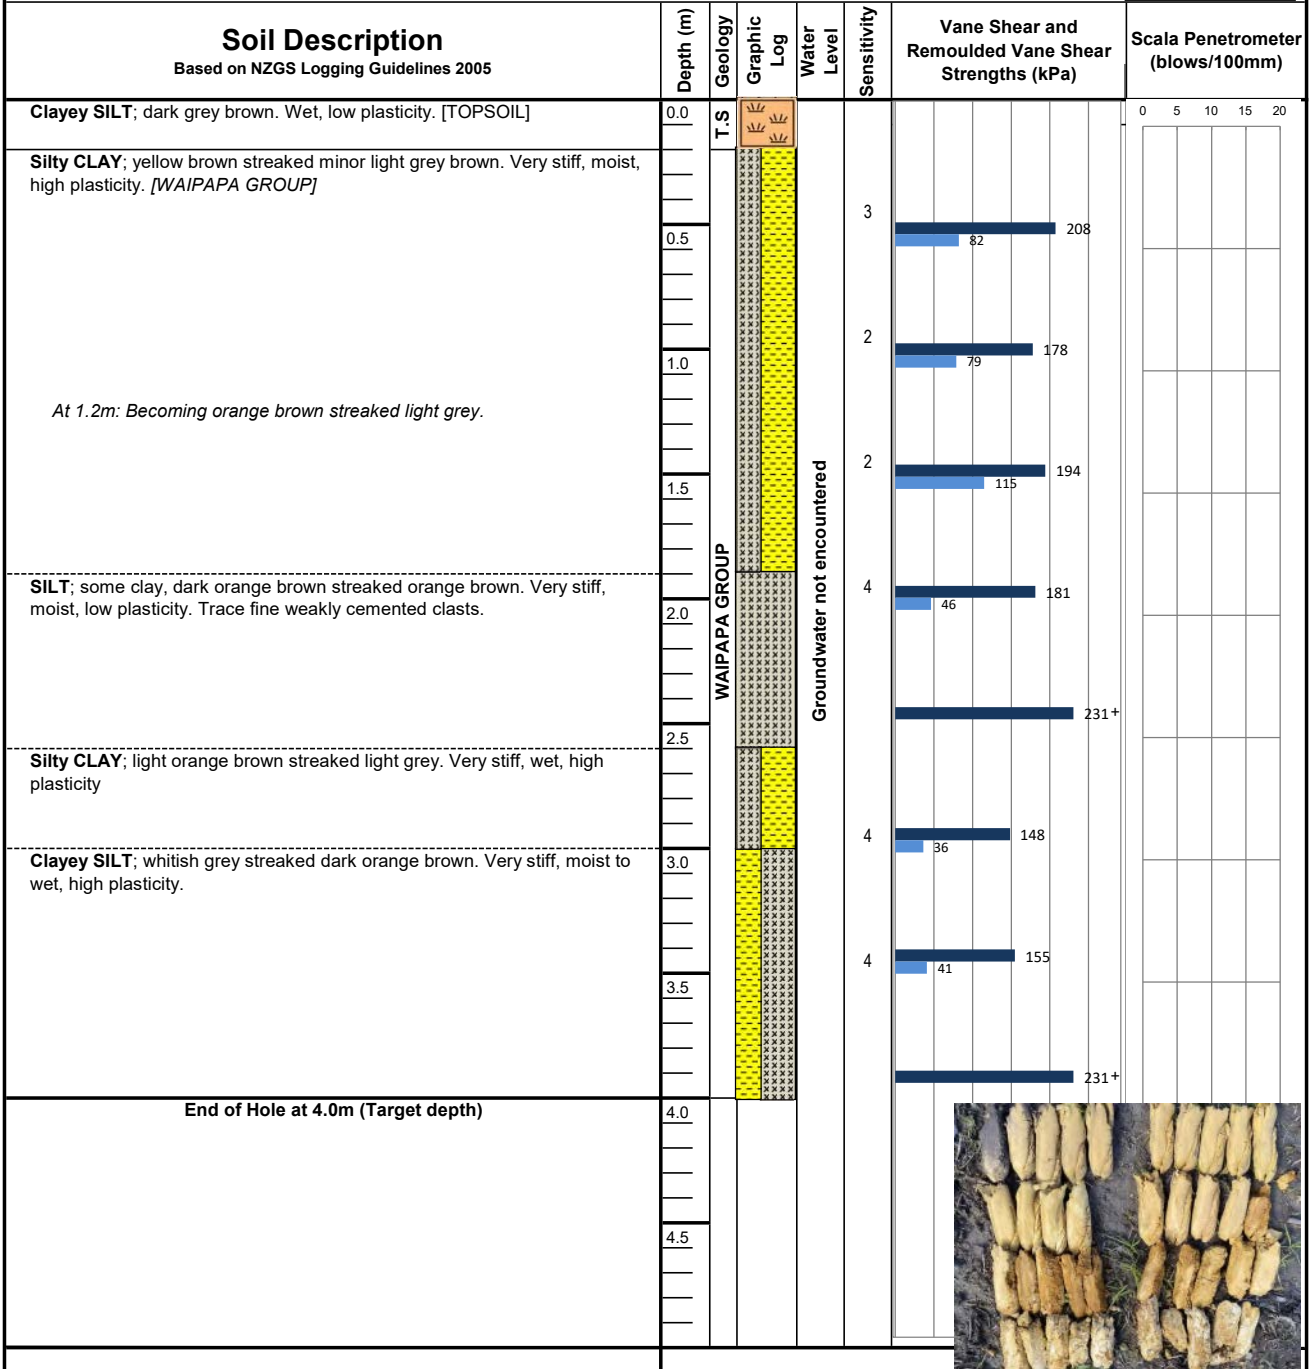 Soil Description
Based on NZGS Logging Guidelines 2005
Depth (m)
Geology
Graphic
Log
Water
Level
Sensitivity
Vane Shear and
Remoulded Vane Shear
Strengths (kPa)
Scala Penetrometer
(blows/100mm)
0 5 10 15 20
Clayey SILT; dark grey brown. Wet, low plasticity. [TOPSOIL]
0.0
T.S
Silty CLAY; yellow brown streaked minor light grey brown. Very stiff, moist,
high plasticity. [WAIPAPA GROUP]
3
208
82
0.5
2
178
79
1.0
At 1.2m: Becoming orange brown streaked light grey.
2
194
115
1.5
WAIPAPA GROUP
Groundwater not encountered
SILT; some clay, dark orange brown streaked orange brown. Very stiff,
moist, low plasticity. Trace fine weakly cemented clasts.
4
181
46
2.0
231+
2.5
Silty CLAY; light orange brown streaked light grey. Very stiff, wet, high
plasticity
4
148
36
Clayey SILT; whitish grey streaked dark orange brown. Very stiff, moist to
wet, high plasticity.
3.0
4
155
41
3.5
231+
End of Hole at 4.0m (Target depth)
4.0
4.5